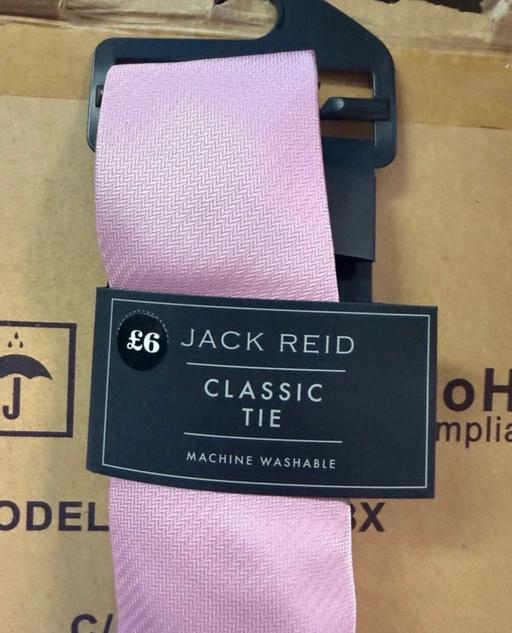 £6
JACK REID
CLASSIC
TIE
MACHINE WASHABLE
oH
mplia
ODEL
BX
C/